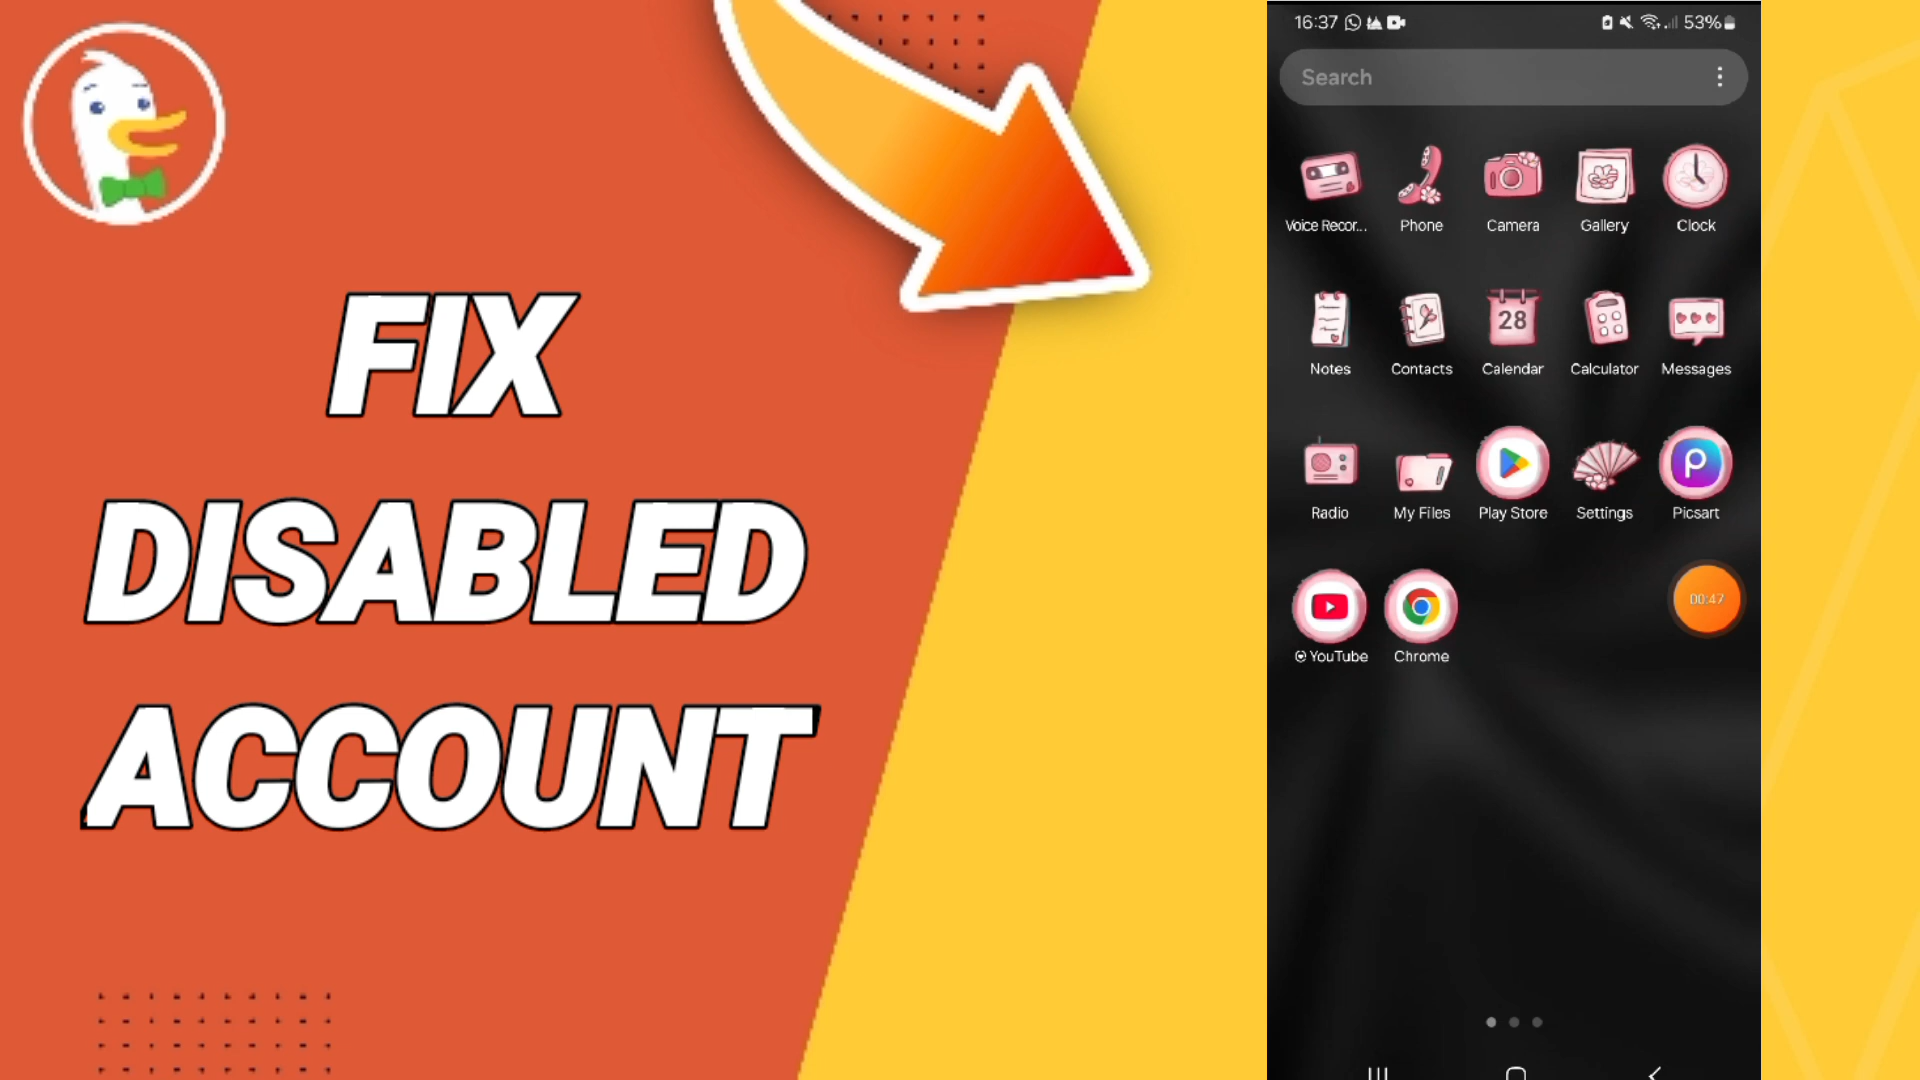 FIX
DISABLED
ACCOUNT
16:37
53%
Search
Voice Recor...
Phone
Camera
Gallery
Clock
28
Notes
Contacts
Calendar
Calculator
Messages
Radio
My Files
Play Store
Settings
Picsart
00:47
YouTube
Chrome